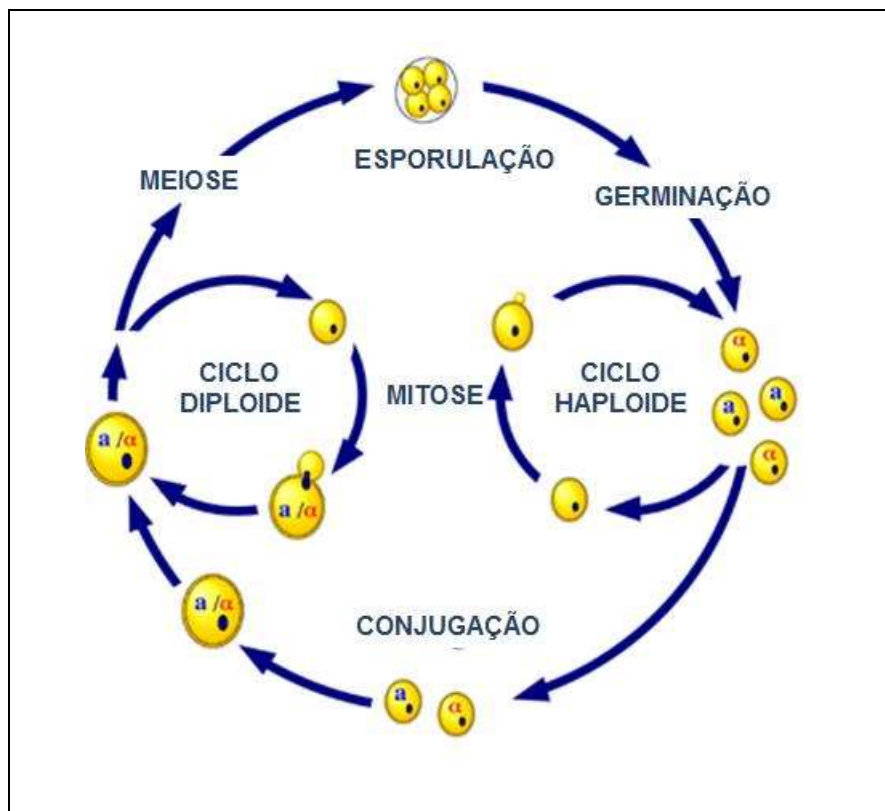 ESPORULAÇÃO
MEIOSE
GERMINAÇÃO
CICLO
DIPLOIDE
MITOSE
CICLO
HAPLOIDE
α
a
a
α
a/α
a/α
a/α
CONJUGAÇÃO
a
α